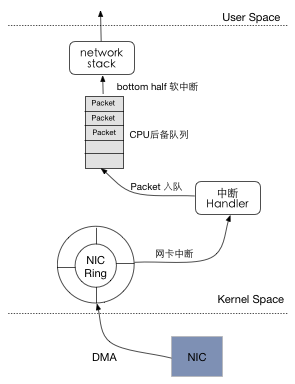 User Space
network
stack
bottom half 软中断
Packet
Packet
Packet
CPU后备队列
Packet 入队
中断
Handler
NIC
Ring
网卡中断
Kernel Space
DMA
NIC